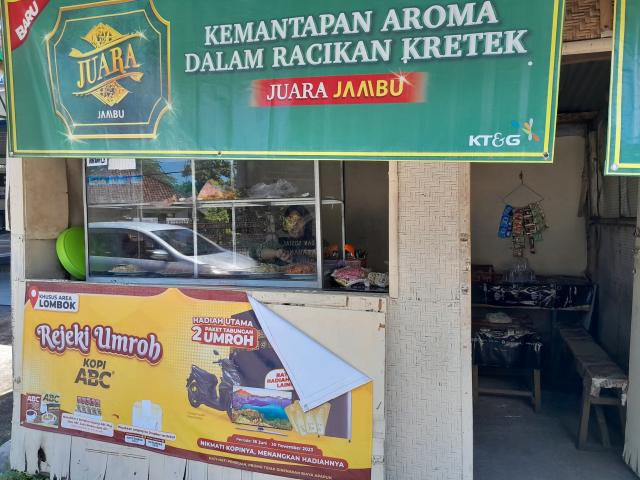 BARU
JUARA
JAMBU
KEMANTAPAN AROMA
DALAM RACIKAN KRETEK
JUARA JAMBU
KT&G
KHUSUS AREA
LOMBOK
Rejeki Umroh
KOPI
ABC
HADIAH UTAMA
2 PAKET TABUNGAN
UMROH
HADIAH
NIKMATI KOPINYA, MENANGKAN HADIAHNYA